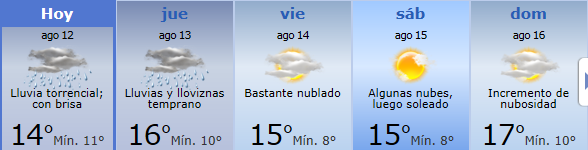 Hoy jue vie sáb dom
ago 12 ago 13 ago 14 ago 15 ago 16
Lluvia torrencial; Lluvias y lloviznas Bastante nublado Algunas nubes, Incremento de
con brisa temprano luego soleado nubosidad
14° Mín. 11° 16° Mín. 10° 15° Mín. 8° 15° Mín. 8° 17° Mín. 10°